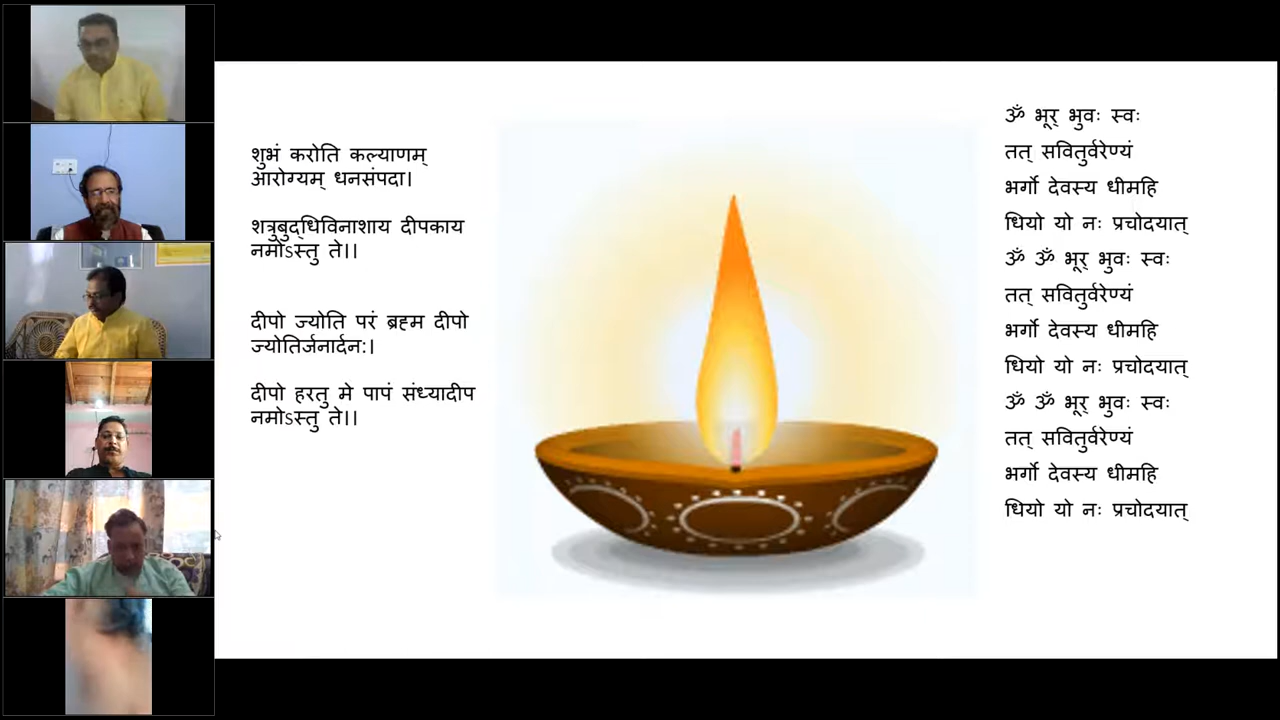 शुभं करोति कल्याणम्
आरोग्यम् धनसंपदा।
शत्रुबुद्धिविनाशाय दीपकाय
नमोऽस्तु ते।।
दीपो ज्योति परं ब्रह्म दीपो
ज्योतिर्जनार्दन:।
दीपो हरतु मे पापं संध्यादीप
नमोऽस्तु ते।।
ॐ भूर् भुवः स्वः
तत् सवितुर्वरेण्यं
भर्गो देवस्य धीमहि
धियो यो नः प्रचोदयात्
ॐ ॐ भूर् भुवः स्वः
तत् सवितुर्वरेण्यं
भर्गो देवस्य धीमहि
धियो यो नः प्रचोदयात्
ॐ ॐ भूर् भुवः स्वः
तत् सवितुर्वरेण्यं
भर्गो देवस्य धीमहि
धियो यो नः प्रचोदयात्